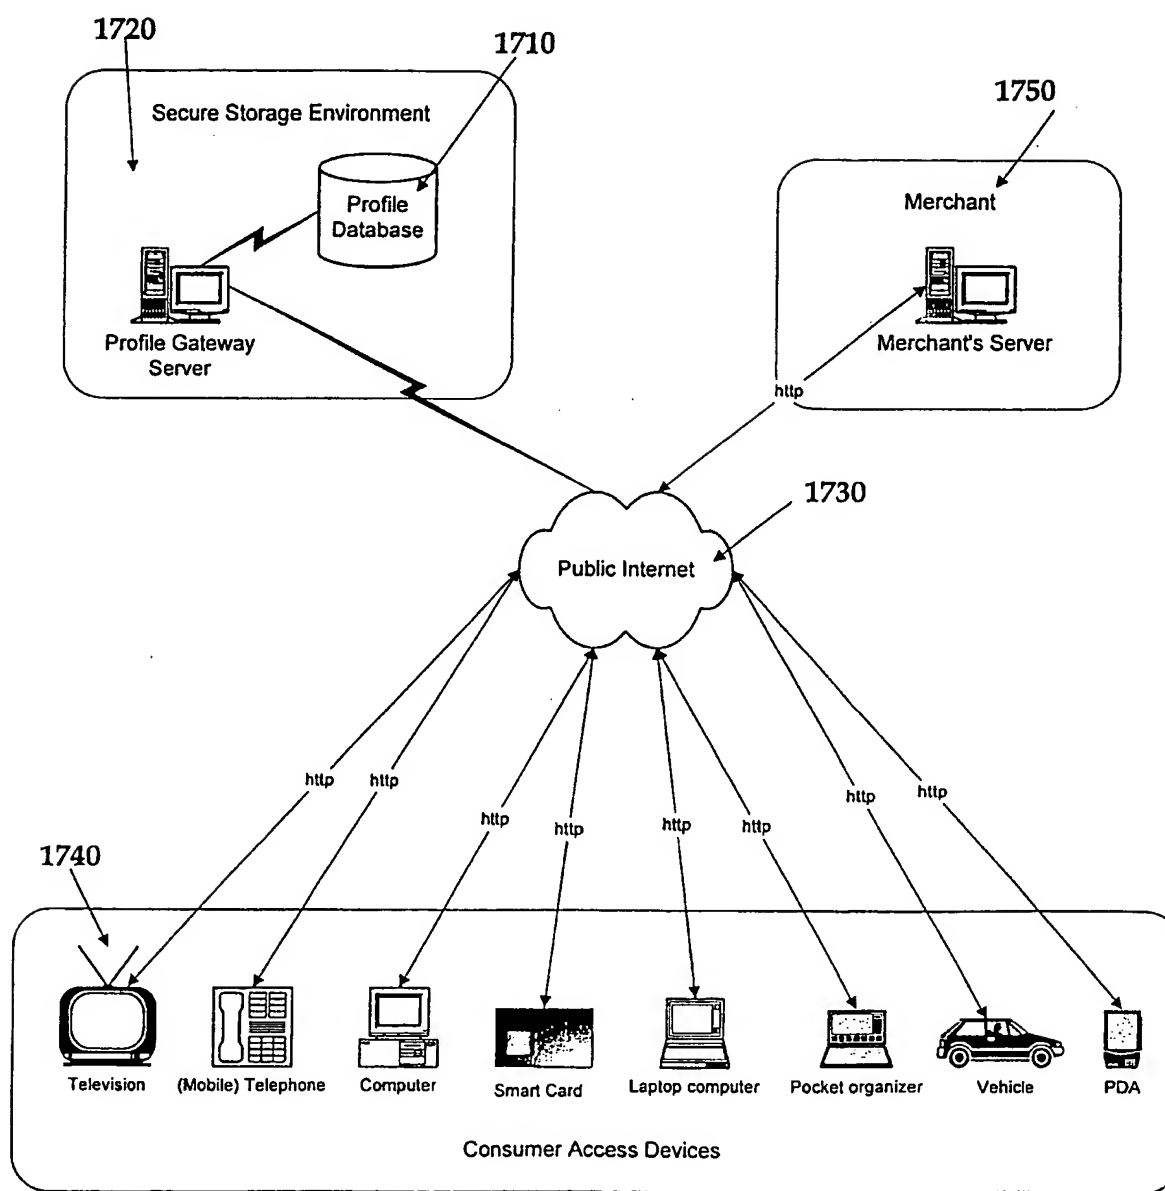 1720
1710
Secure Storage Environment
Profile
Database
Profile Gateway
Server
1750
Merchant
Merchant's Server
http
1730
Public Internet
http
http
http
http
http
http
http
http
1740
Television
(Mobile) Telephone
Computer
Smart Card
Laptop computer
Pocket organizer
Vehicle
PDA
Consumer Access Devices